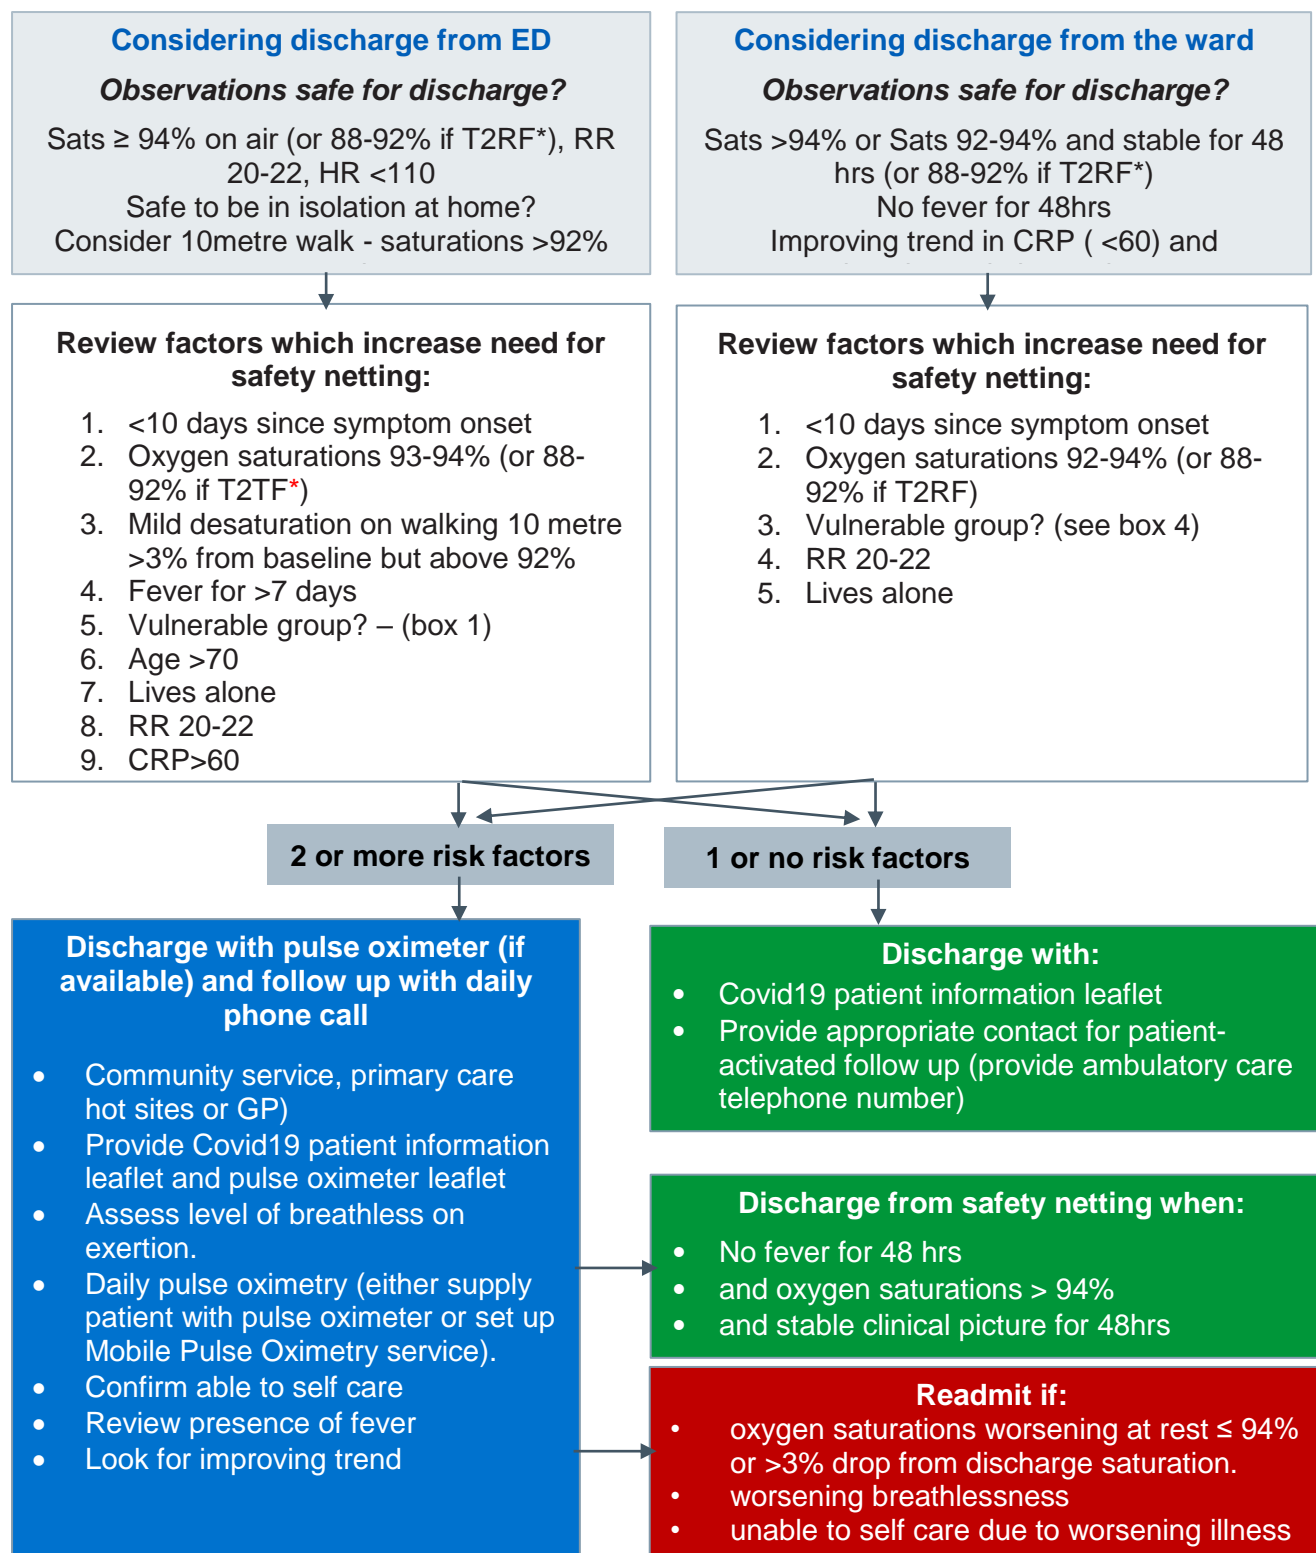 Considering discharge from ED
Observations safe for discharge?
Sats ≥ 94% on air (or 88-92% if T2RF*), RR
20-22, HR <110
Safe to be in isolation at home?
Consider 10metre walk - saturations >92%
Considering discharge from the ward
Observations safe for discharge?
Sats >94% or Sats 92-94% and stable for 48
hrs (or 88-92% if T2RF*)
No fever for 48hrs
Improving trend in CRP ( <60) and
Review factors which increase need for
safety netting:
1. <10 days since symptom onset
2. Oxygen saturations 93-94% (or 88-
92% if T2TF*)
3. Mild desaturation on walking 10 metre
>3% from baseline but above 92%
4. Fever for >7 days
5. Vulnerable group? – (box 1)
6. Age >70
7. Lives alone
8. RR 20-22
9. CRP>60
Review factors which increase need for
safety netting:
1. <10 days since symptom onset
2. Oxygen saturations 92-94% (or 88-
92% if T2RF)
3. Vulnerable group? (see box 4)
4. RR 20-22
5. Lives alone
2 or more risk factors
1 or no risk factors
Discharge with pulse oximeter (if
available) and follow up with daily
phone call
• Community service, primary care
hot sites or GP)
• Provide Covid19 patient information
leaflet and pulse oximeter leaflet
• Assess level of breathless on
exertion.
• Daily pulse oximetry (either supply
patient with pulse oximeter or set up
Mobile Pulse Oximetry service).
• Confirm able to self care
• Review presence of fever
• Look for improving trend
Discharge with:
• Covid19 patient information leaflet
• Provide appropriate contact for patient-
activated follow up (provide ambulatory care
telephone number)
Discharge from safety netting when:
• No fever for 48 hrs
• and oxygen saturations > 94%
• and stable clinical picture for 48hrs
Readmit if:
• oxygen saturations worsening at rest ≤ 94%
or >3% drop from discharge saturation.
• worsening breathlessness
• unable to self care due to worsening illness